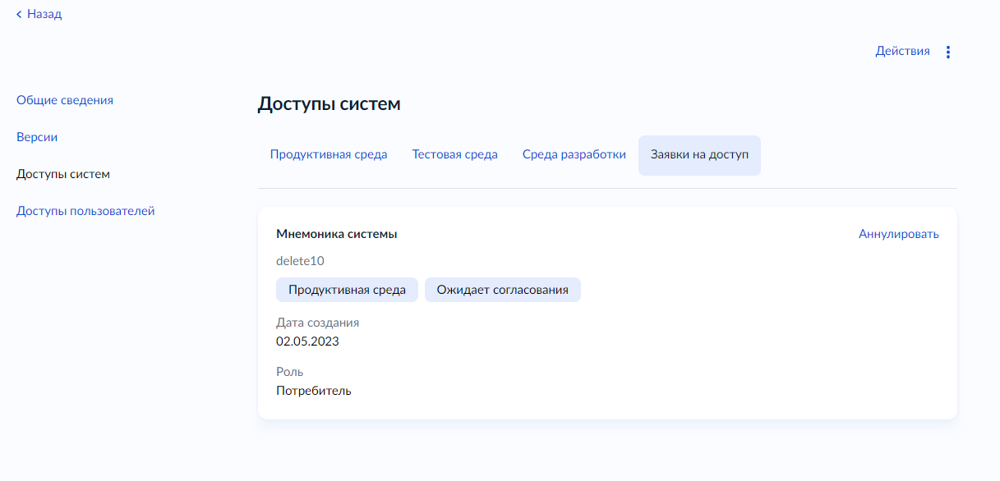 Назад
Действия
Общие сведения
Версии
Доступы систем
Доступы пользователей
Доступы систем
Продуктивная среда Тестовая среда Среда разработки Заявки на доступ
Мнемоника системы Аннулировать
delete10
Продуктивная среда Ожидает согласования
Дата создания
02.05.2023
Роль
Потребитель